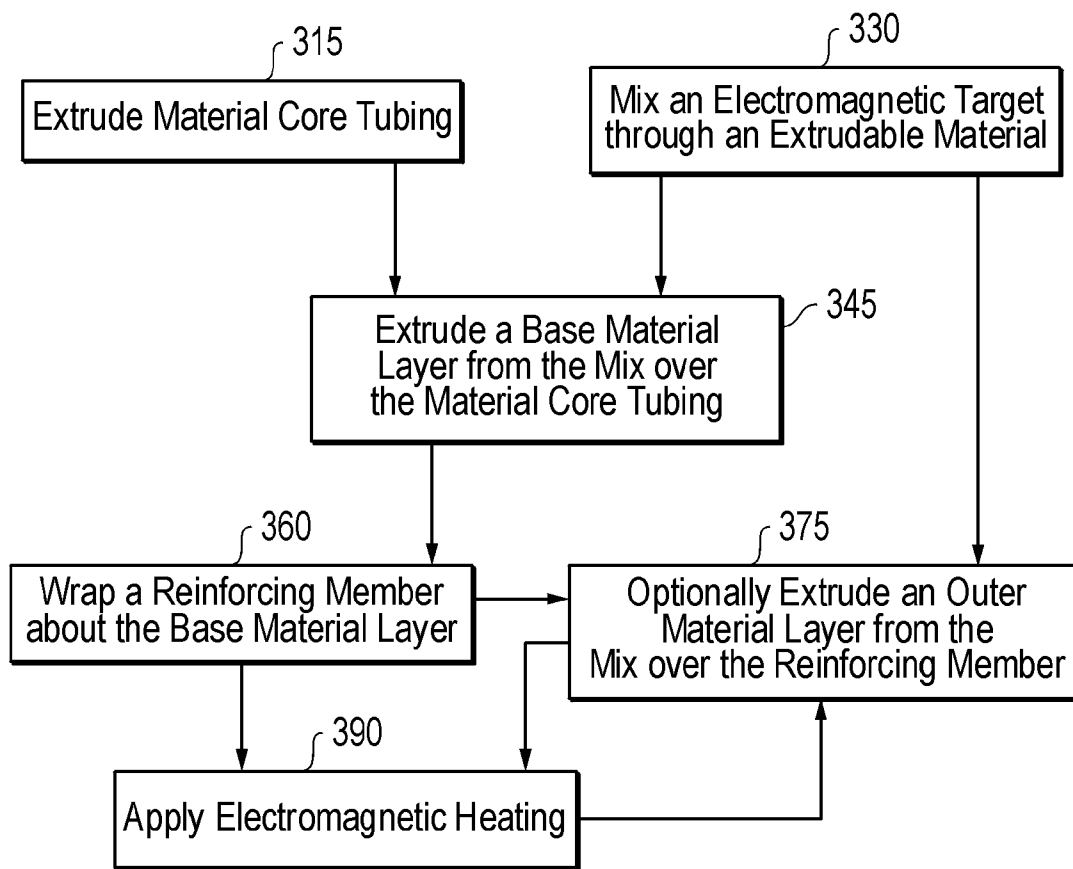 315
Extrude Material Core Tubing
330
Mix an Electromagnetic Target
through an Extrudable Material
345
Extrude a Base Material
Layer from the Mix over
the Material Core Tubing
360
Wrap a Reinforcing Member
about the Base Material Layer
375
Optionally Extrude an Outer
Material Layer from the
Mix over the Reinforcing Member
390
Apply Electromagnetic Heating